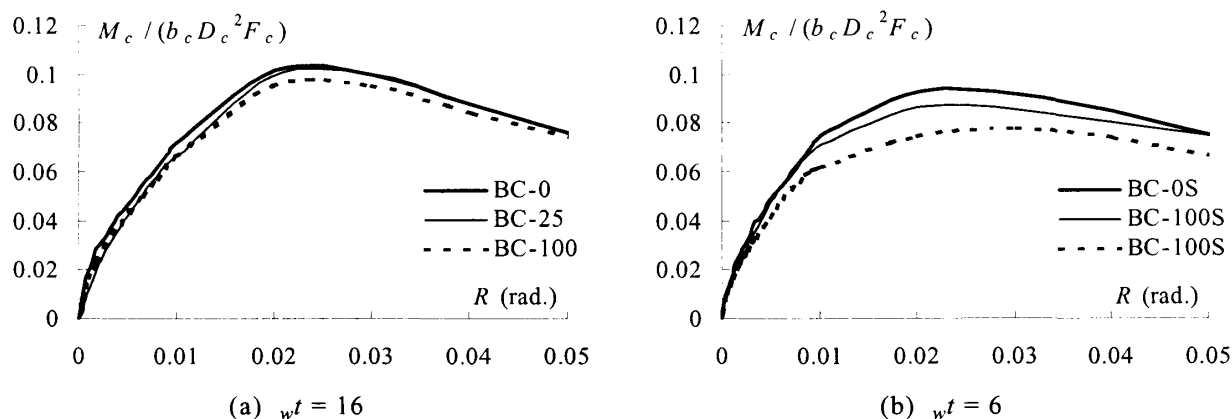 0.12
M_c / (b_c D_c^2 F_c)
0.1
0.08
0.06
0.04
0.02
0
BC-0
BC-25
BC-100
R (rad.)
0 0.01 0.02 0.03 0.04 0.05
(a) _wt = 16
0.12
M_c / (b_c D_c^2 F_c)
0.1
0.08
0.06
0.04
0.02
0
BC-0S
BC-100S
BC-100S
R (rad.)
0 0.01 0.02 0.03 0.04 0.05
(b) _wt = 6